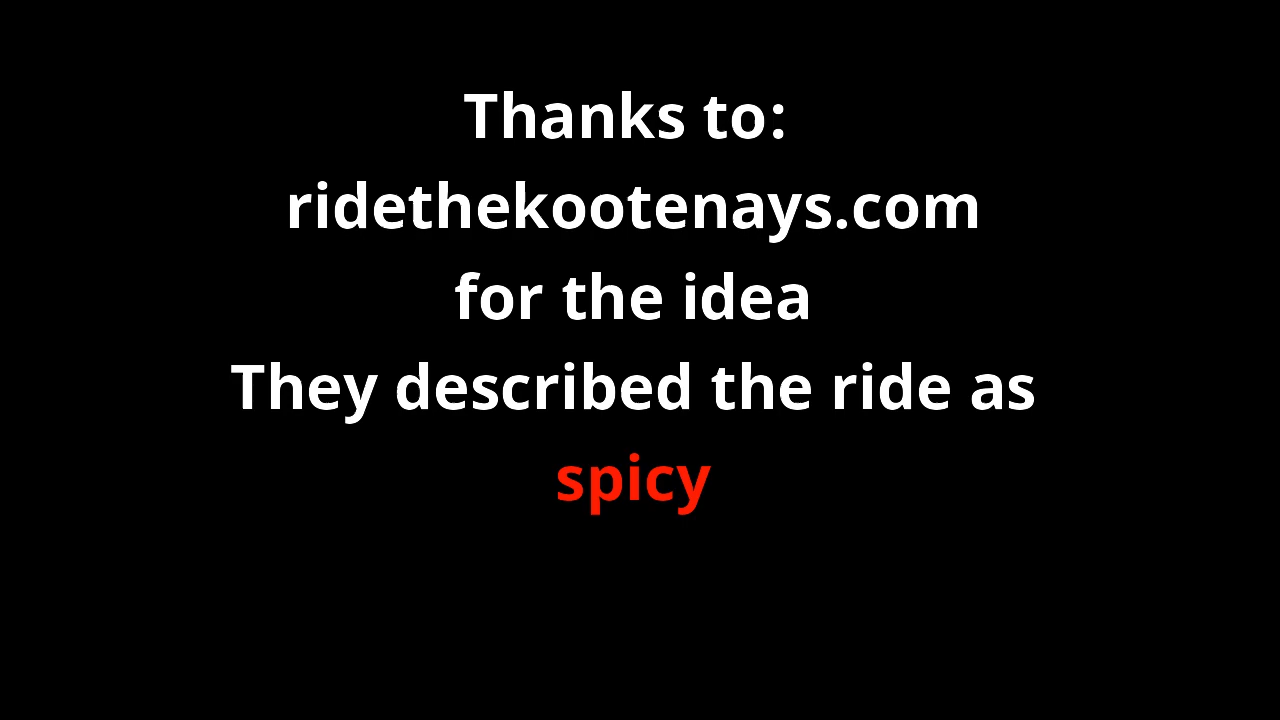 Thanks to:
ridethekootenays.com
for the idea
They described the ride as
spicy